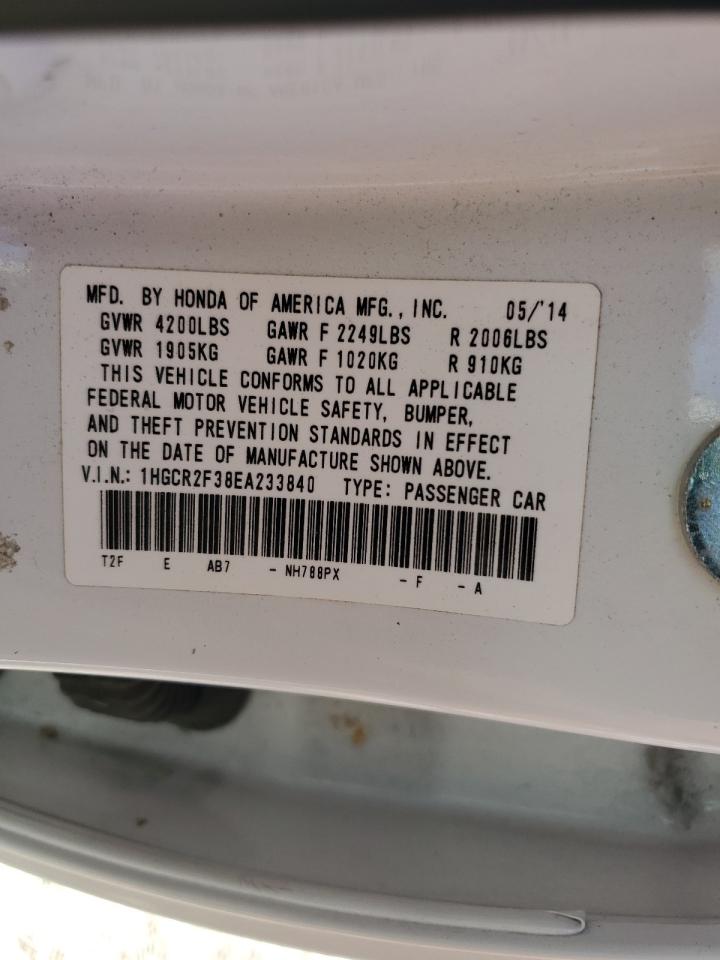 MFD. BY HONDA OF AMERICA MFG., INC. 05/'14
GVWR 4200LBS GAWR F 2249LBS R 2006LBS
GVWR 1905KG GAWR F 1020KG R 910KG
THIS VEHICLE CONFORMS TO ALL APPLICABLE
FEDERAL MOTOR VEHICLE SAFETY, BUMPER,
AND THEFT PREVENTION STANDARDS IN EFFECT
ON THE DATE OF MANUFACTURE SHOWN ABOVE.
V.I.N.: 1HGCR2F38EA233840 TYPE: PASSENGER CAR
T2F E AB7 - NH788PX - F - A